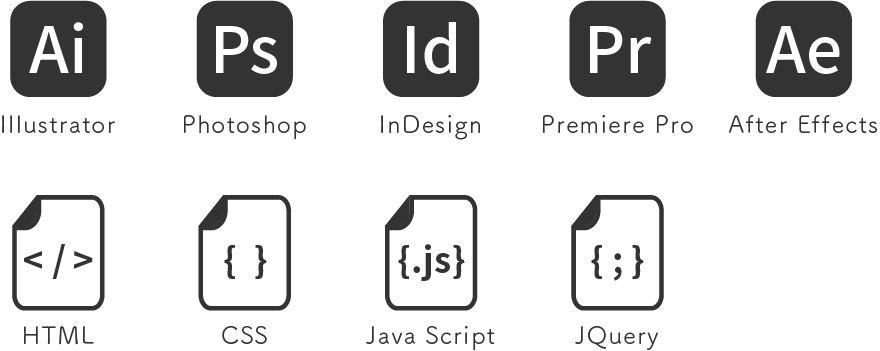 Ai Ps Id Pr Ae
Illustrator Photoshop InDesign Premiere Pro After Effects
</> { } {.js} {;}
HTML CSS Java Script JQuery